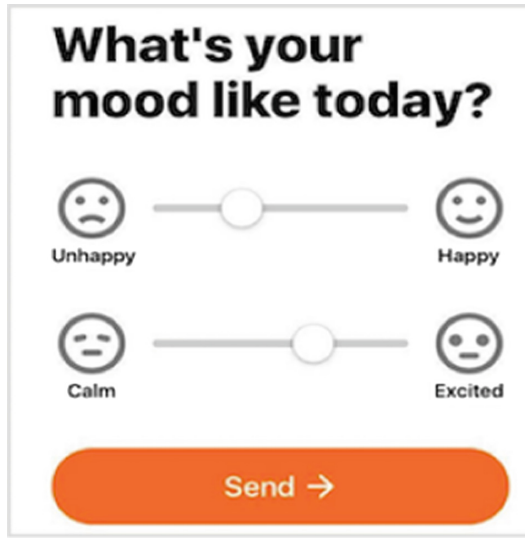 What's your
mood like today?
Unhappy Happy
Calm Excited
Send →